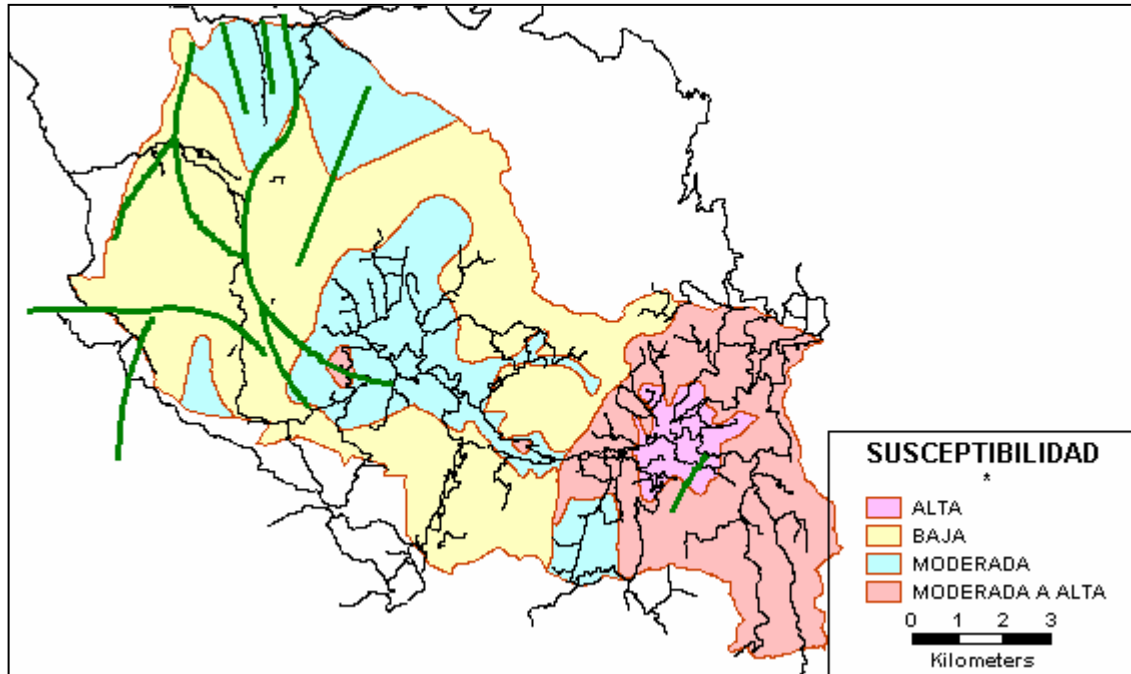 SUSCEPTIBILIDAD
*
ALTA
BAJA
MODERADA
MODERADA A ALTA
0 1 2 3
Kilometers